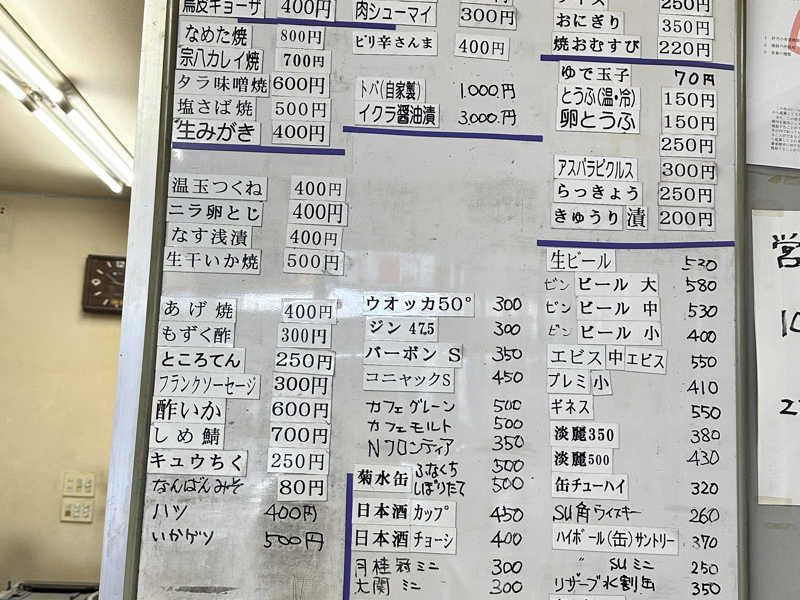 鳥皮ギョーザ 400円
なめた焼 800円
宗八カレイ焼 700円
タラ味噌焼 600円
塩さば焼 500円
生みがき 400円
温玉つくね 400円
ニラ卵とじ 400円
なす浅漬 400円
生干いか焼 500円
あげ焼 400円
もずく酢 300円
ところてん 250円
フランクソーセージ 300円
酢いか 600円
しめ鯖 700円
キュウちく 250円
なんばんみそ 80円
ハツ 400円
いかゲソ 500円
肉シューマイ 300円
ピリ辛さんま 400円
トバ(自家製) 1,000円
イクラ醤油漬 3,000円
ウオッカ50° 300
ジン 47.5 300
バーボン S 350
コニャックS 450
カフェグレーン 500
カフェモルト 500
Nフロンティア 350
菊水缶 ふなぐち 500
しぼりたて 500
日本酒 カップ 450
日本酒 チョーシ 400
月桂冠ミニ 300
大関 ミニ 300
250円
おにぎり 350円
焼おむすび 220円
ゆで玉子 70円
とうふ(温・冷) 150円
卵とうふ 150円
250円
アスパラピクルス 300円
らっきょう 250円
きゅうり漬 200円
生ビール 530
ビン ビール 大 580
ビン ビール 中 530
ビン ビール 小 400
エビス 中エビス 550
プレミ小 410
ギネス 550
淡麗350 380
淡麗500 430
缶チューハイ 320
SU角ウイスキー 260
ハイボール(缶)サントリー 370
〃 SUミニ 250
リザーブ水割缶 350
営